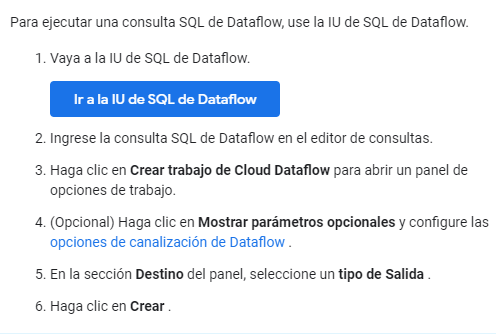 Para ejecutar una consulta SQL de Dataflow, use la IU de SQL de Dataflow.
1. Vaya a la IU de SQL de Dataflow.
Ir a la IU de SQL de Dataflow
2. Ingrese la consulta SQL de Dataflow en el editor de consultas.
3. Haga clic en Crear trabajo de Cloud Dataflow para abrir un panel de
opciones de trabajo.
4. (Opcional) Haga clic en Mostrar parámetros opcionales y configure las
opciones de canalización de Dataflow .
5. En la sección Destino del panel, seleccione un tipo de Salida .
6. Haga clic en Crear .